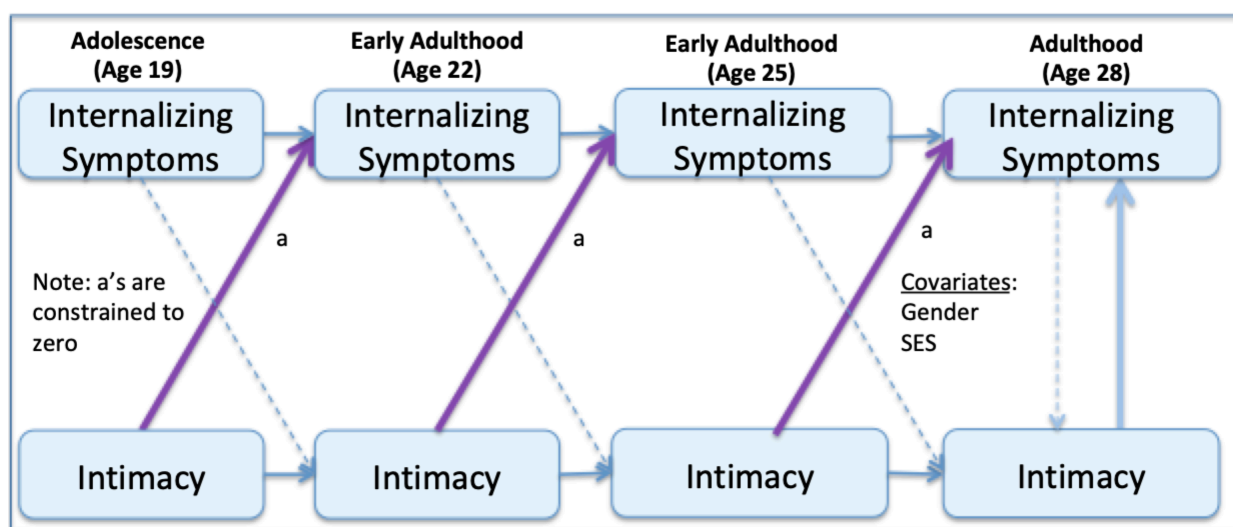 Adolescence
(Age 19)
Early Adulthood
(Age 22)
Early Adulthood
(Age 25)
Adulthood
(Age 28)
Internalizing
Symptoms
Internalizing
Symptoms
Internalizing
Symptoms
Internalizing
Symptoms
a
a
a
Note: a's are
constrained to
zero
Covariates:
Gender
SES
Intimacy
Intimacy
Intimacy
Intimacy